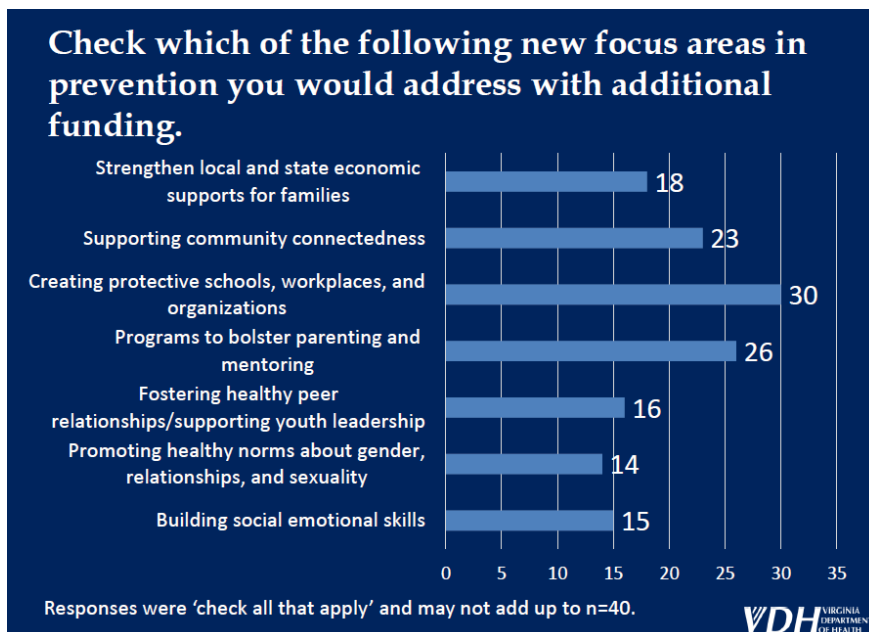 Check which of the following new focus areas in
prevention you would address with additional
funding.
Strengthen local and state economic
supports for families
18
Supporting community connectedness
23
Creating protective schools, workplaces, and
organizations
30
Programs to bolster parenting and
mentoring
26
Fostering healthy peer
relationships/supporting youth leadership
16
Promoting healthy norms about gender,
relationships, and sexuality
14
Building social emotional skills
15
0 5 10 15 20 25 30 35
Responses were ‘check all that apply’ and may not add up to n=40.
VDH
VIRGINIA
DEPARTMENT
OF HEALTH